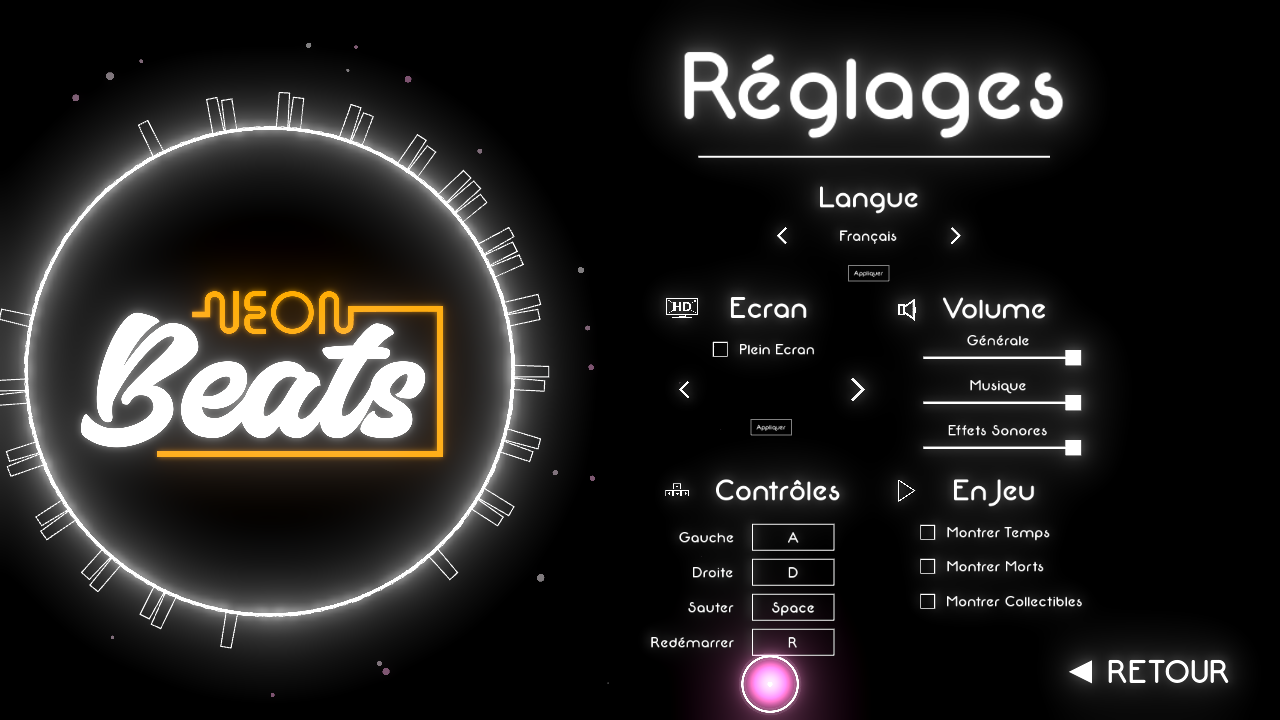 Réglages
NEON
Beats
Langue
Français
Appliquer
HD
Ecran
Plein Ecran
Appliquer
Volume
Générale
Musique
Effets Sonores
Contrôles
Gauche A
Droite D
Sauter Space
Redémarrer R
En Jeu
Montrer Temps
Montrer Morts
Montrer Collectibles
RETOUR